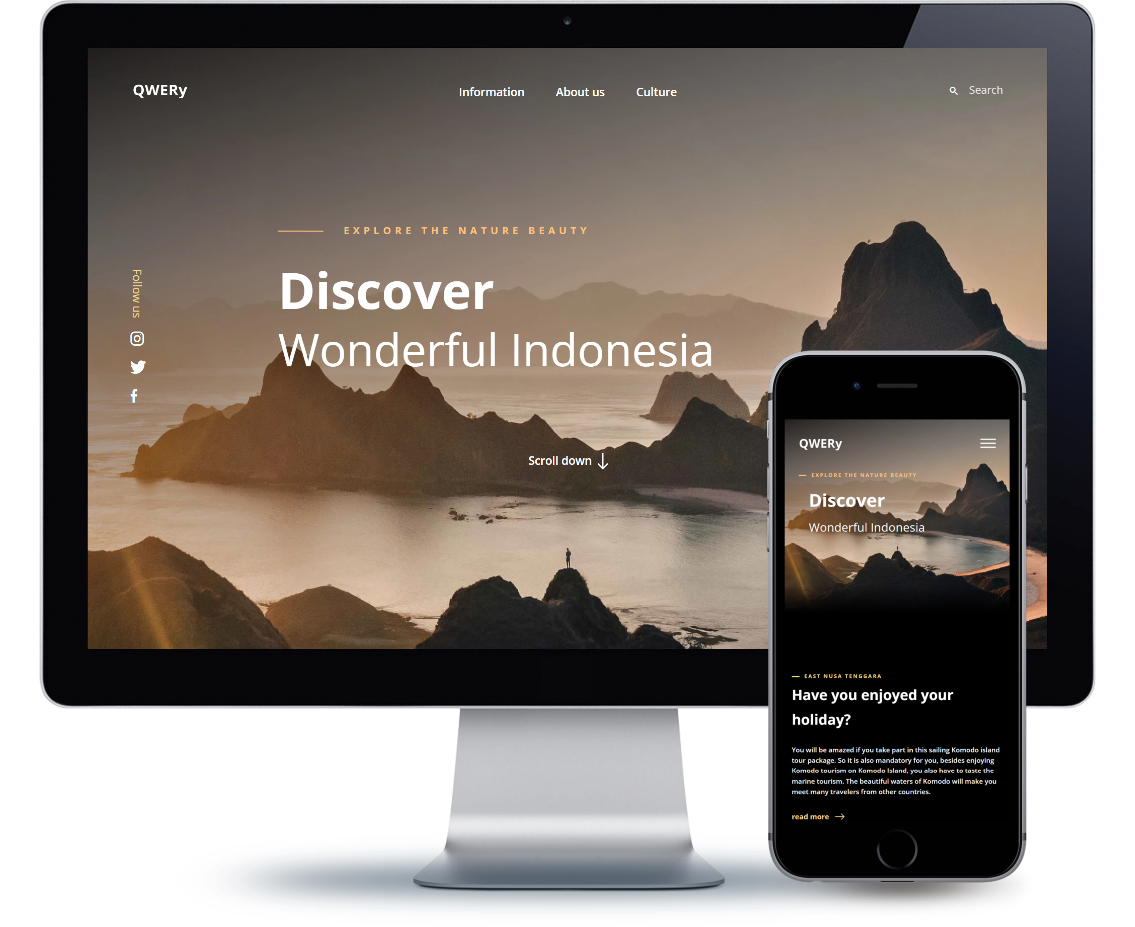 QWERy
Information About us Culture
Search
EXPLORE THE NATURE BEAUTY
Discover
Wonderful Indonesia
Follow us
Scroll down
QWERy
EXPLORE THE NATURE BEAUTY
Discover
Wonderful Indonesia
EAST NUSA TENGGARA
Have you enjoyed your
holiday?
You will be amazed if you take part in this sailing Komodo island
tour package. So it is also mandatory for you, besides enjoying
Komodo tourism on Komodo Island, you also have to taste the
marine tourism. The beautiful waters of Komodo will make you
meet many travelers from other countries.
read more